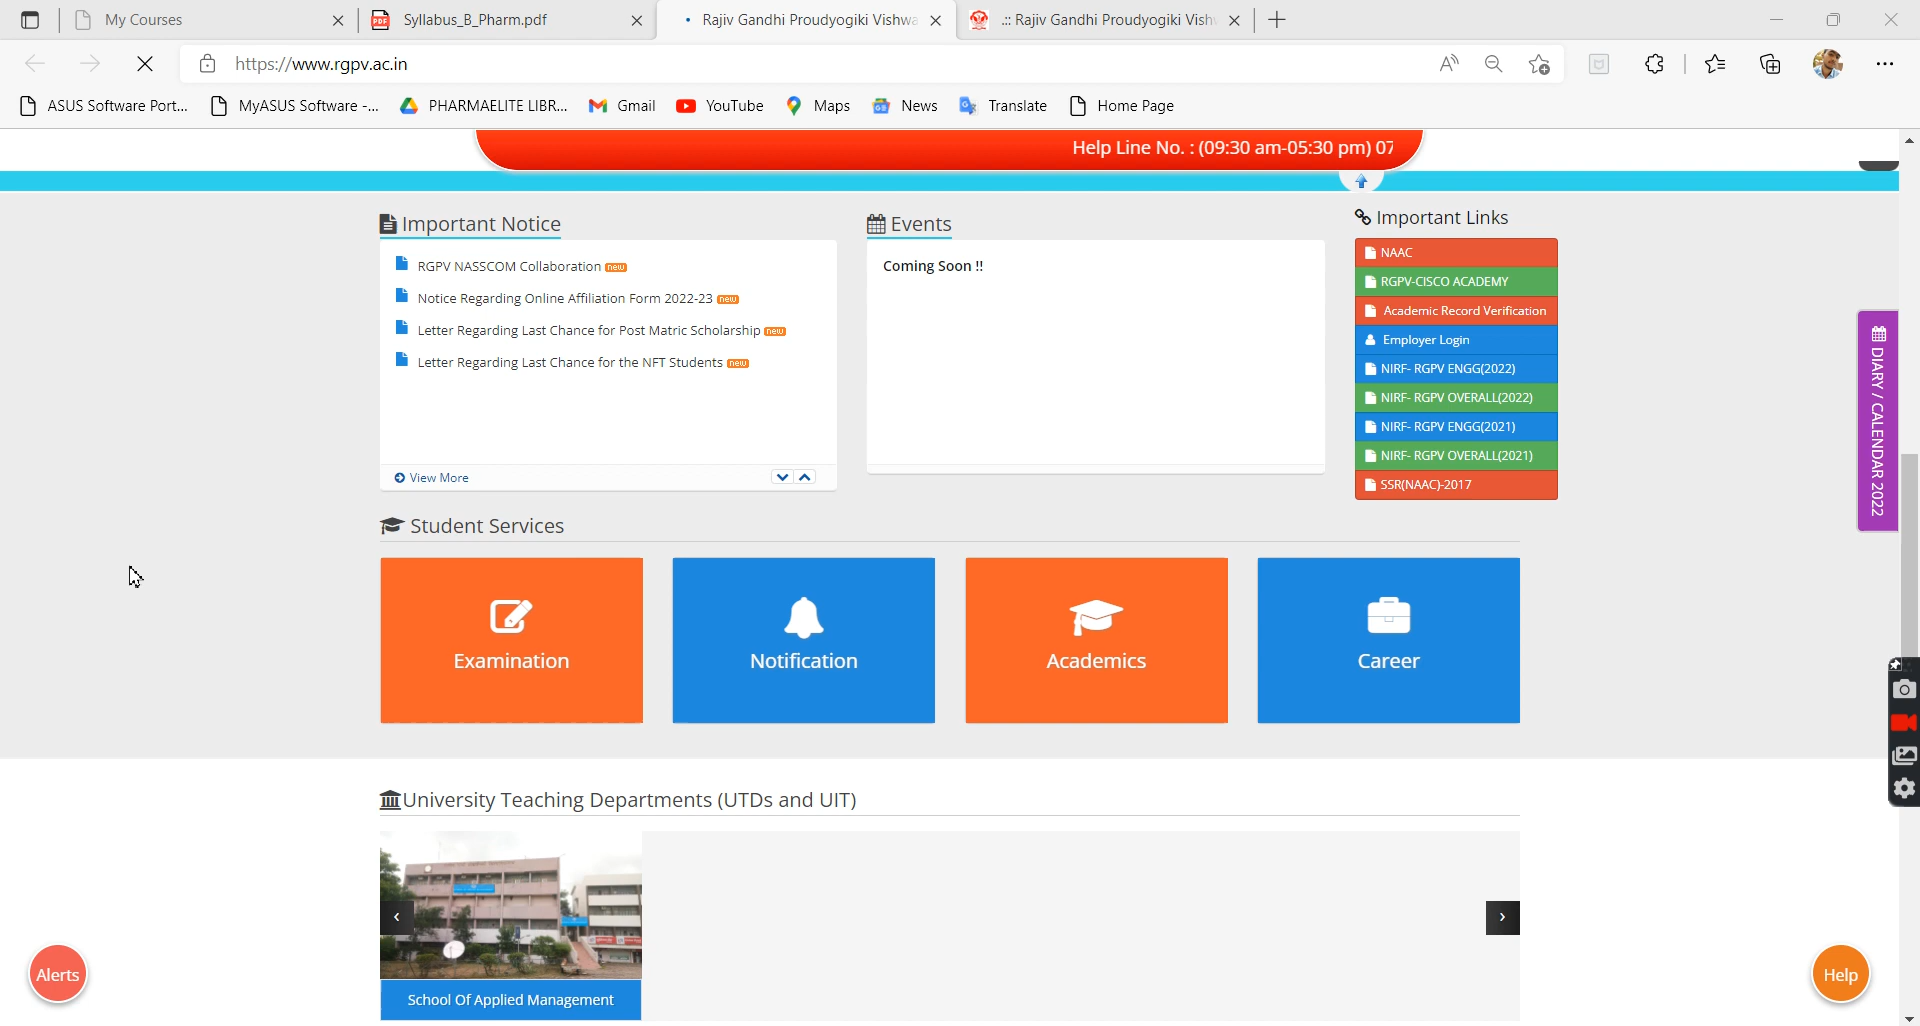 My Courses
Syllabus_B_Pharm.pdf
Rajiv Gandhi Proudyogiki Vishwa
.:: Rajiv Gandhi Proudyogiki Vishw
https://www.rgpv.ac.in
ASUS Software Port...
MyASUS Software -...
PHARMAELITE LIBR...
Gmail
YouTube
Maps
News
Translate
Home Page
Help Line No. : (09:30 am-05:30 pm) 07
Important Notice
RGPV NASSCOM Collaboration new
Notice Regarding Online Affiliation Form 2022-23 new
Letter Regarding Last Chance for Post Matric Scholarship new
Letter Regarding Last Chance for the NFT Students new
View More
Events
Coming Soon !!
Important Links
NAAC
RGPV-CISCO ACADEMY
Academic Record Verification
Employer Login
NIRF- RGPV ENGG(2022)
NIRF- RGPV OVERALL(2022)
NIRF- RGPV ENGG(2021)
NIRF- RGPV OVERALL(2021)
SSR(NAAC)-2017
DIARY / CALENDAR 2022
Student Services
Examination
Notification
Academics
Career
University Teaching Departments (UTDs and UIT)
School Of Applied Management
Alerts
Help